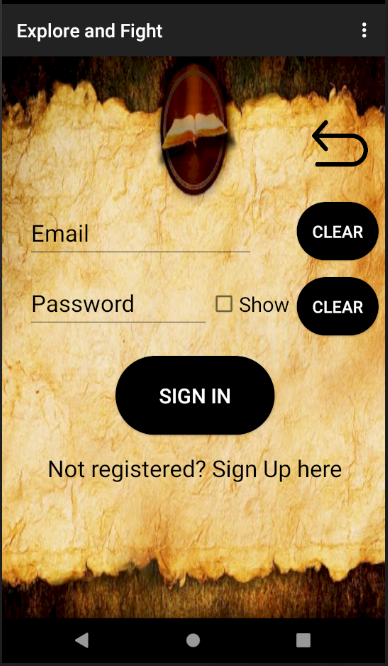 Explore and Fight
Email
CLEAR
Password
Show
CLEAR
SIGN IN
Not registered? Sign Up here